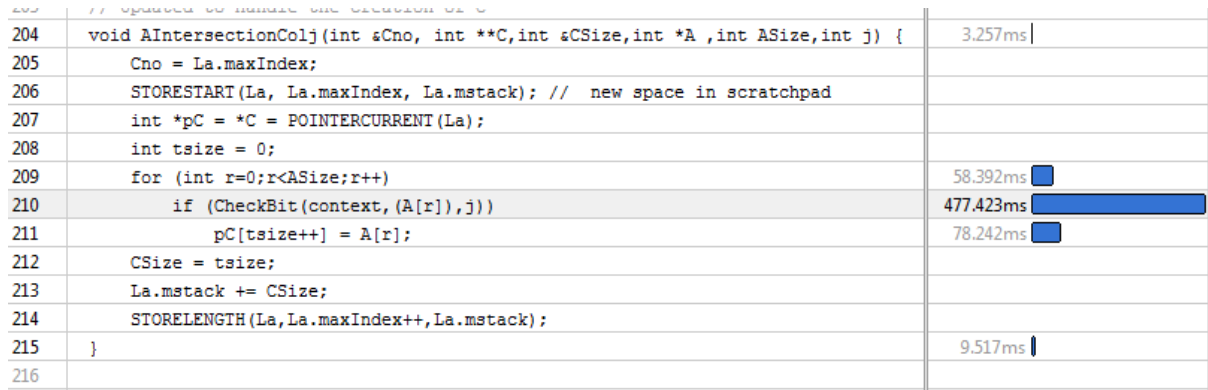 204 void AIntersectionColj(int &Cno, int **C,int &CSize,int *A ,int ASize,int j) { 3.257ms
205 Cno = La.maxIndex;
206 STORESTART(La, La.maxIndex, La.mstack); // new space in scratchpad
207 int *pC = *C = POINTERCURRENT(La);
208 int tsize = 0;
209 for (int r=0;r<ASize;r++) 58.392ms
210 if (CheckBit(context,(A[r]),j)) 477.423ms
211 pC[tsize++] = A[r]; 78.242ms
212 CSize = tsize;
213 La.mstack += CSize;
214 STORELENGTH(La,La.maxIndex++,La.mstack);
215 } 9.517ms
216